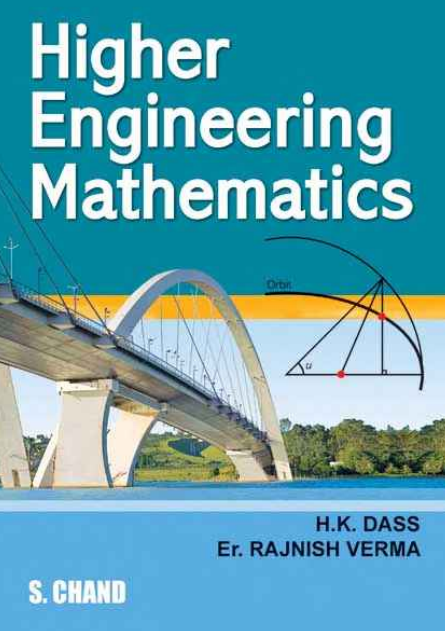 Higher
Engineering
Mathematics
Orbit
u
H.K. DASS
Er. RAJNISH VERMA
S. CHAND